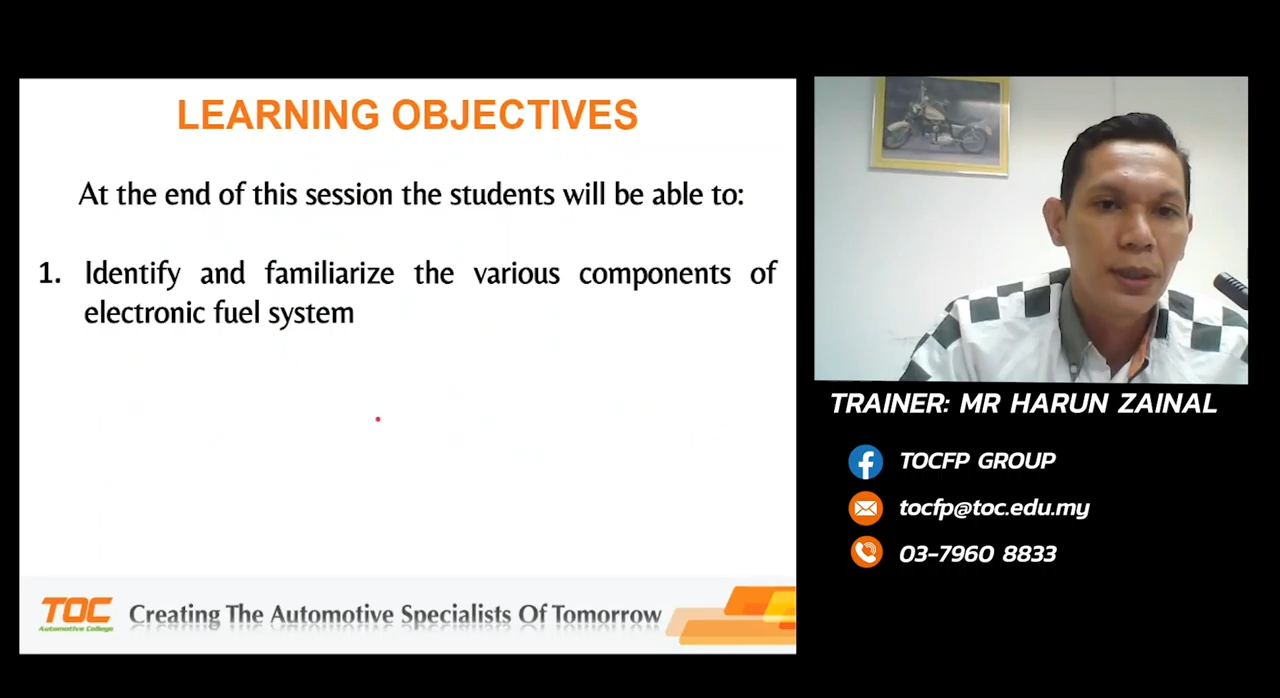 LEARNING OBJECTIVES
At the end of this session the students will be able to:
1. Identify and familiarize the various components of
electronic fuel system
TOC
Automotive College
Creating The Automotive Specialists Of Tomorrow
TRAINER: MR HARUN ZAINAL
TOCFP GROUP
tocfp@toc.edu.my
03-7960 8833